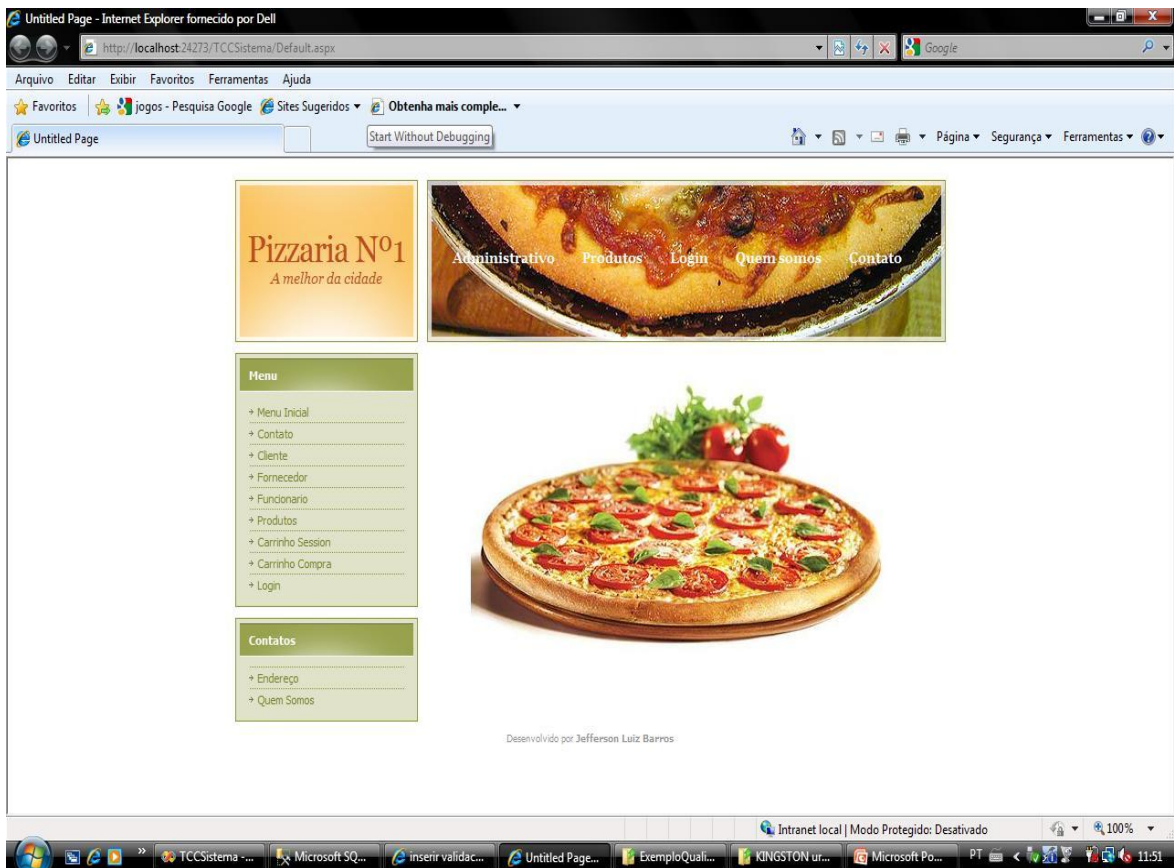 Untitled Page - Internet Explorer fornecido por Dell
http://localhost:24273/TCCSistema/Default.aspx
Google
Arquivo Editar Exibir Favoritos Ferramentas Ajuda
Favoritos jogos - Pesquisa Google Sites Sugeridos Obtenha mais comple...
Untitled Page
Start Without Debugging
Página Segurança Ferramentas
Pizzaria Nº1
A melhor da cidade
Administrativo Produtos Login Quem somos Contato
Menu
Menu Inicial
Contato
Cliente
Fornecedor
Funcionario
Produtos
Carrinho Session
Carrinho Compra
Login
Contatos
Endereço
Quem Somos
Desenvolvido por Jefferson Luiz Barros
Intranet local | Modo Protegido: Desativado
100%
TCCSistema -... Microsoft SQ... inserir validac... Untitled Page... ExemploQuali... KINGSTON ur... Microsoft Po... PT 11:51